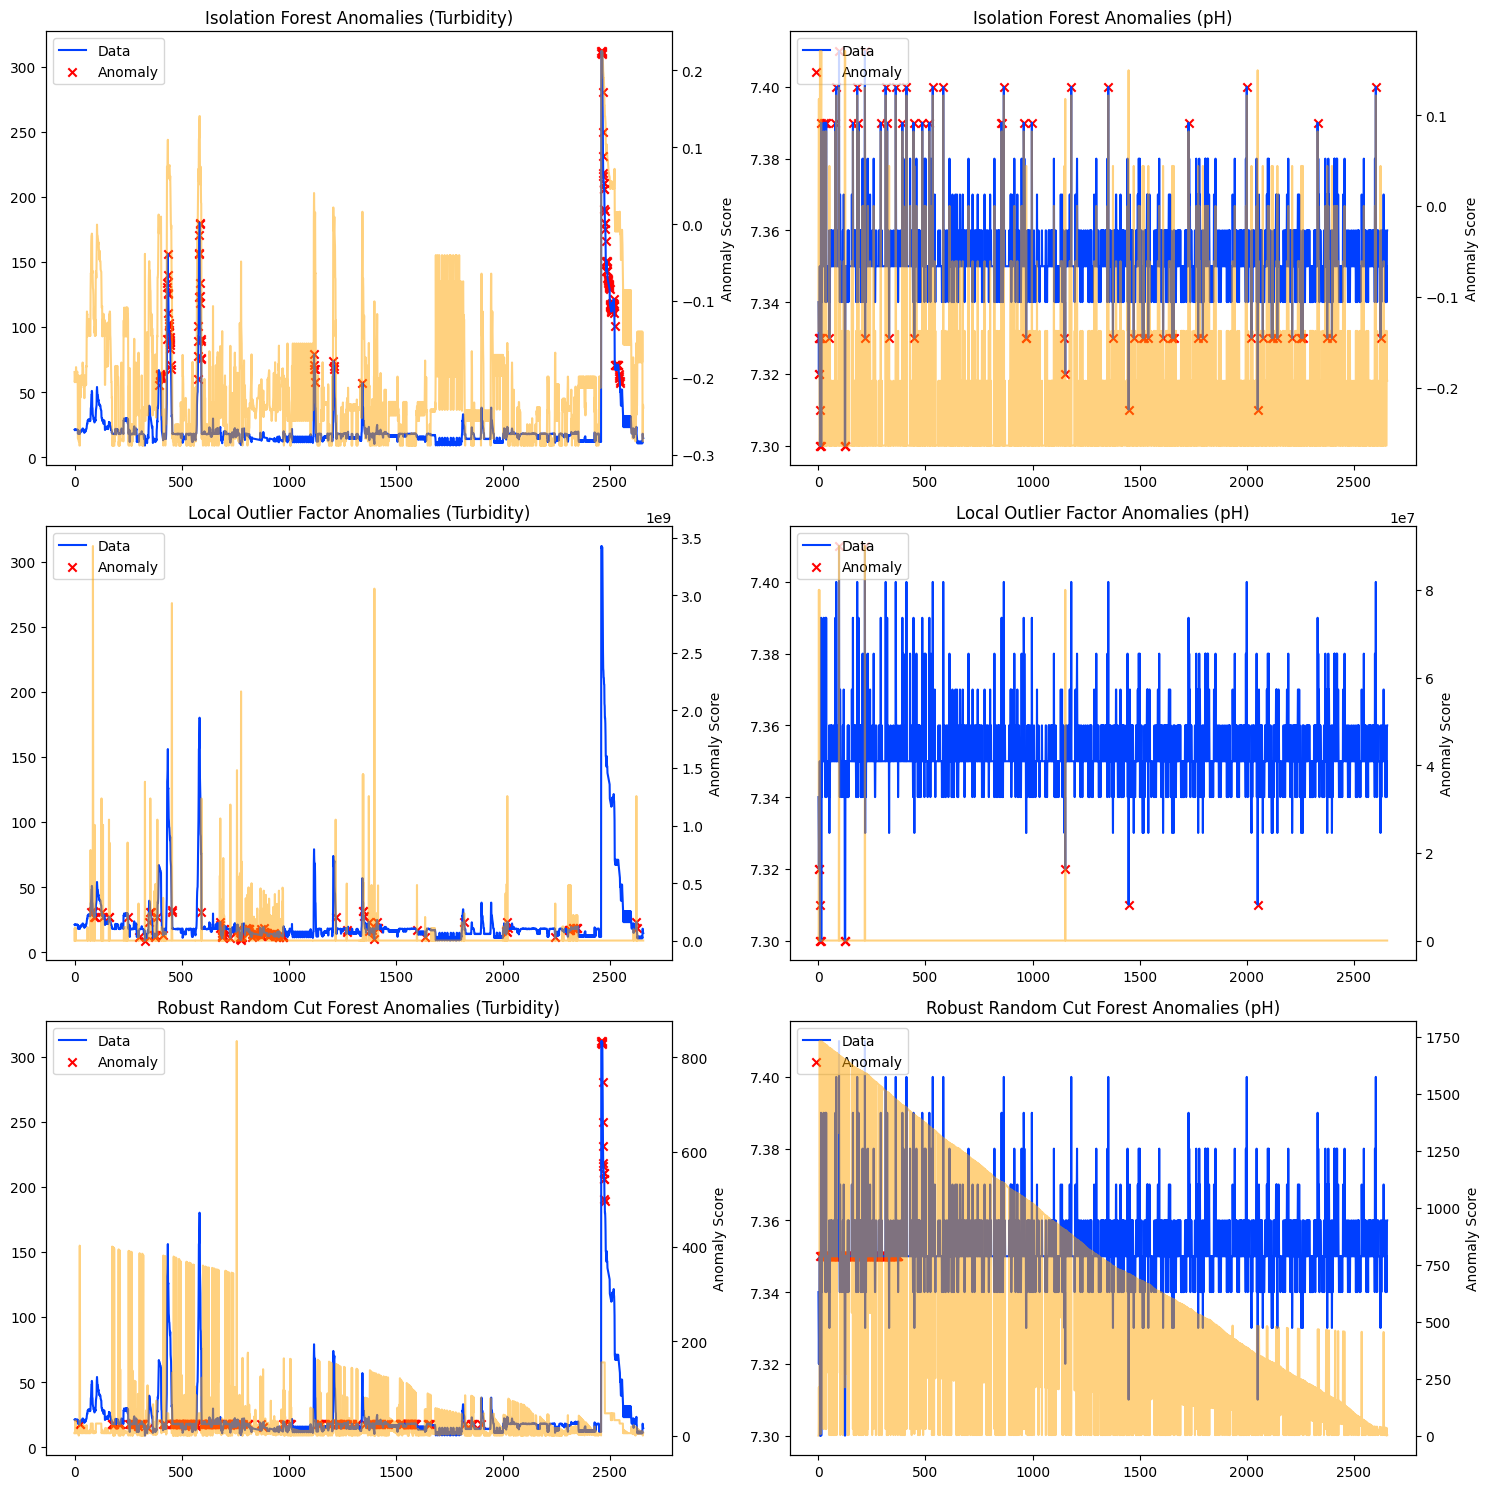 Isolation Forest Anomalies (Turbidity)
Data
Anomaly
300
250
200
150
100
50
0
0.2
0.1
0.0
−0.1
−0.2
−0.3
Anomaly Score
0 500 1000 1500 2000 2500
Isolation Forest Anomalies (pH)
Data
Anomaly
7.40
7.38
7.36
7.34
7.32
7.30
0.1
0.0
−0.1
−0.2
Anomaly Score
0 500 1000 1500 2000 2500
Local Outlier Factor Anomalies (Turbidity)
1e9
Data
Anomaly
300
250
200
150
100
50
0
3.5
3.0
2.5
2.0
1.5
1.0
0.5
0.0
Anomaly Score
0 500 1000 1500 2000 2500
Local Outlier Factor Anomalies (pH)
1e7
Data
Anomaly
7.40
7.38
7.36
7.34
7.32
7.30
8
6
4
2
0
Anomaly Score
0 500 1000 1500 2000 2500
Robust Random Cut Forest Anomalies (Turbidity)
Data
Anomaly
300
250
200
150
100
50
0
800
600
400
200
0
Anomaly Score
0 500 1000 1500 2000 2500
Robust Random Cut Forest Anomalies (pH)
Data
Anomaly
7.40
7.38
7.36
7.34
7.32
7.30
1750
1500
1250
1000
750
500
250
0
Anomaly Score
0 500 1000 1500 2000 2500